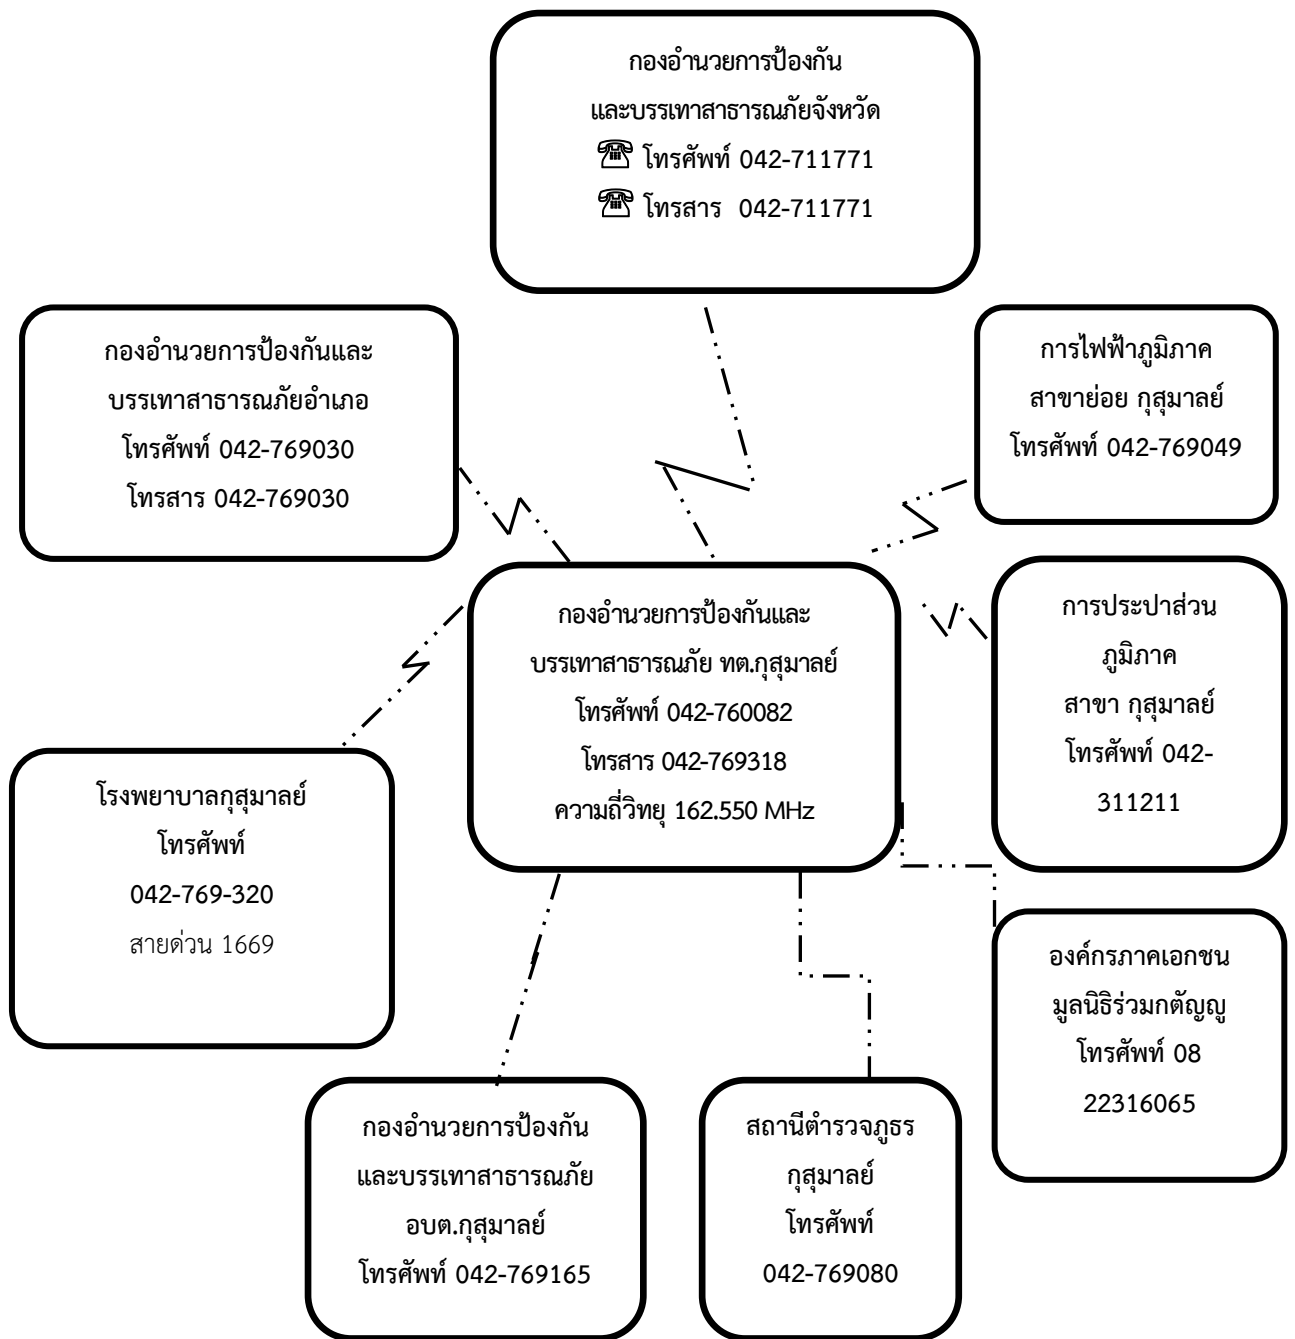 กองอำนวยการป้องกัน
และบรรเทาสาธารณภัยจังหวัด
โทรศัพท์ 042-711771
โทรสาร 042-711771
กองอำนวยการป้องกันและ
บรรเทาสาธารณภัยอำเภอ
โทรศัพท์ 042-769030
โทรสาร 042-769030
การไฟฟ้าภูมิภาค
สาขาย่อย กุสุมาลย์
โทรศัพท์ 042-769049
กองอำนวยการป้องกันและ
บรรเทาสาธารณภัย ทต.กุสุมาลย์
โทรศัพท์ 042-760082
โทรสาร 042-769318
ความถี่วิทยุ 162.550 MHz
การประปาส่วน
ภูมิภาค
สาขา กุสุมาลย์
โทรศัพท์ 042-
311211
โรงพยาบาลกุสุมาลย์
โทรศัพท์
042-769-320
สายด่วน 1669
องค์กรภาคเอกชน
มูลนิธิร่วมกตัญญู
โทรศัพท์ 08
22316065
กองอำนวยการป้องกัน
และบรรเทาสาธารณภัย
อบต.กุสุมาลย์
โทรศัพท์ 042-769165
สถานีตำรวจภูธร
กุสุมาลย์
โทรศัพท์
042-769080